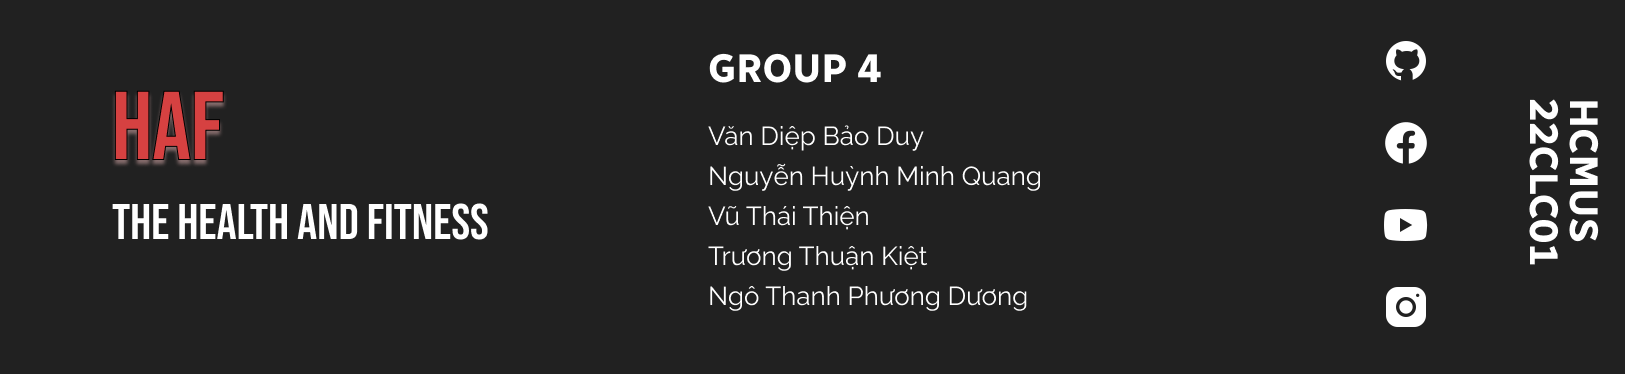 HAF
THE HEALTH AND FITNESS
GROUP 4
Văn Diệp Bảo Duy
Nguyễn Huỳnh Minh Quang
Vũ Thái Thiện
Trương Thuận Kiệt
Ngô Thanh Phương Dương
HCMUS
22CLC01